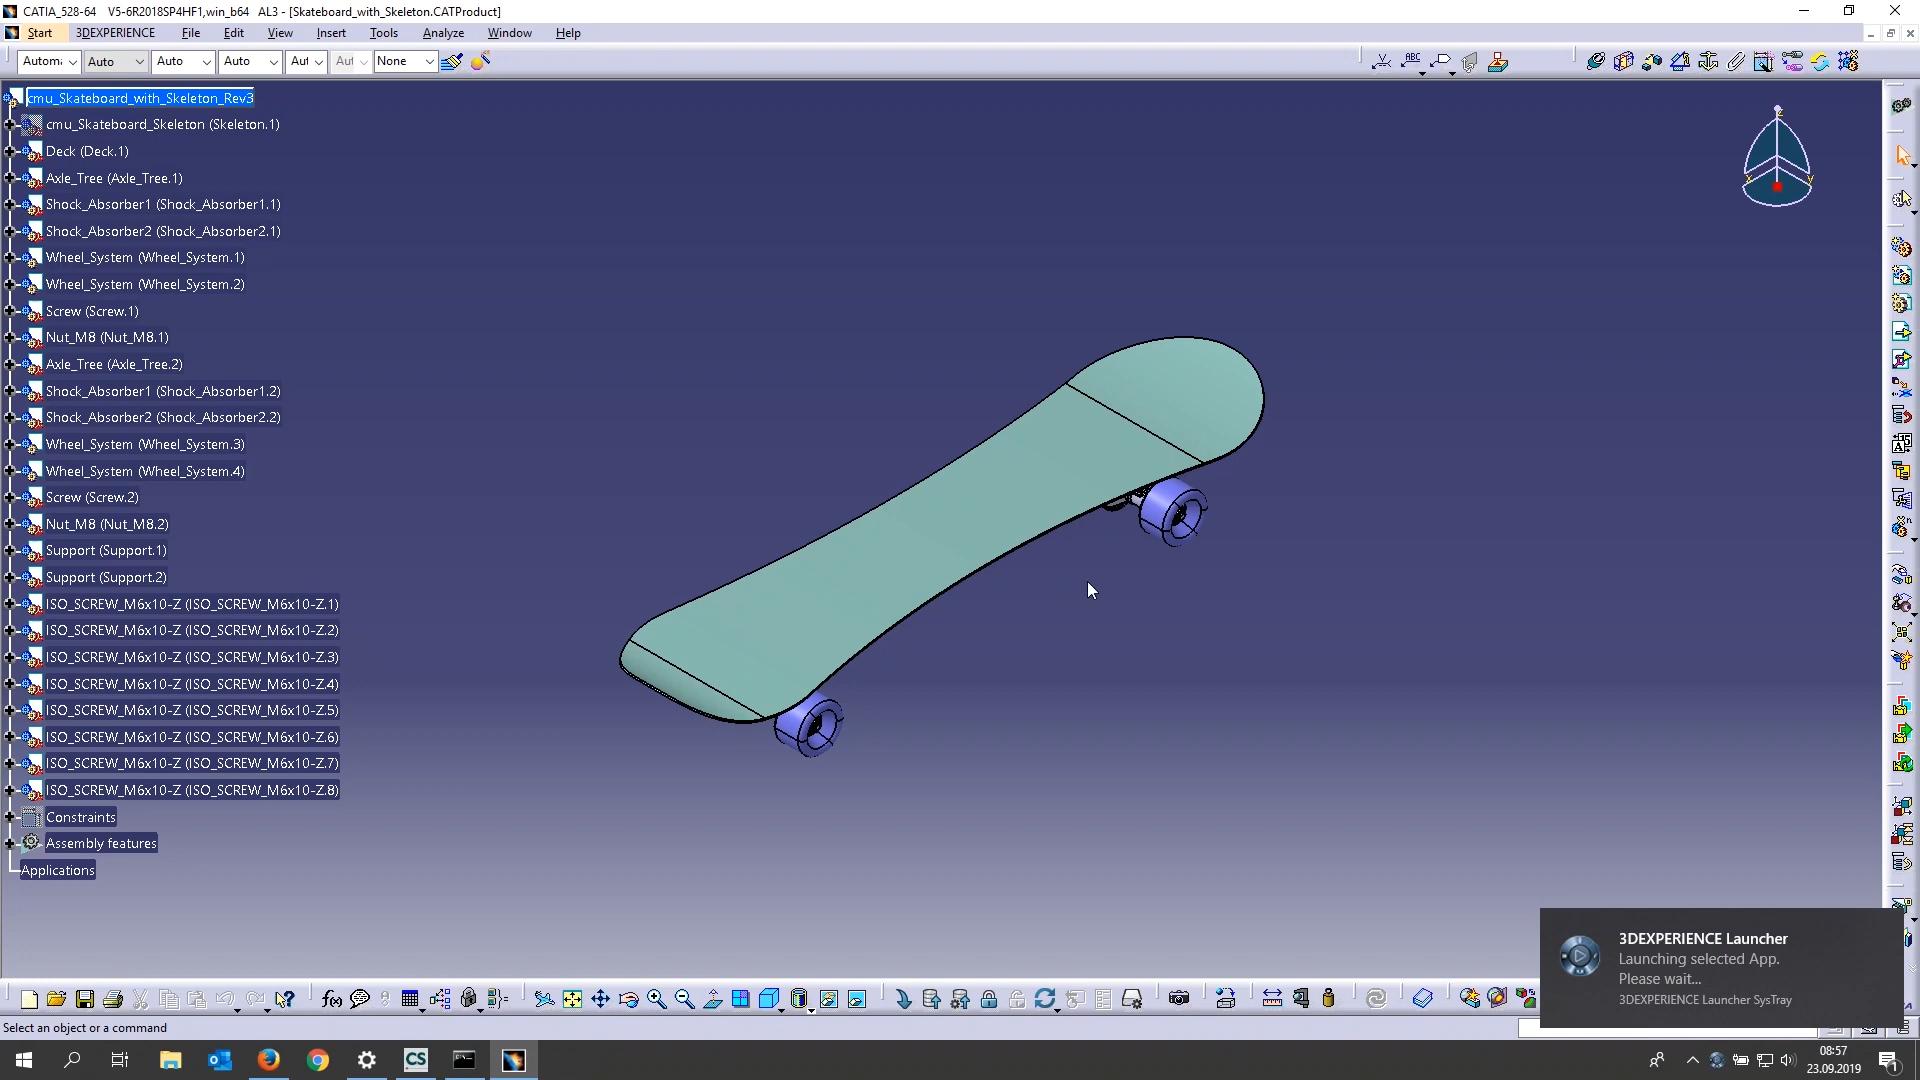 CATIA_528-64 V5-6R2018SP4HF1,win_b64 AL3 - [Skateboard_with_Skeleton.CATProduct]
Start 3DEXPERIENCE File Edit View Insert Tools Analyze Window Help
Auto Auto Auto None
cmu_Skateboard_with_Skeleton_Rev3
cmu_Skateboard_Skeleton (Skeleton.1)
Deck (Deck.1)
Axle_Tree (Axle_Tree.1)
Shock_Absorber1 (Shock_Absorber1.1)
Shock_Absorber2 (Shock_Absorber2.1)
Wheel_System (Wheel_System.1)
Wheel_System (Wheel_System.2)
Screw (Screw.1)
Nut_M8 (Nut_M8.1)
Axle_Tree (Axle_Tree.2)
Shock_Absorber1 (Shock_Absorber1.2)
Shock_Absorber2 (Shock_Absorber2.2)
Wheel_System (Wheel_System.3)
Wheel_System (Wheel_System.4)
Screw (Screw.2)
Nut_M8 (Nut_M8.2)
Support (Support.1)
Support (Support.2)
ISO_SCREW_M6x10-Z (ISO_SCREW_M6x10-Z.1)
ISO_SCREW_M6x10-Z (ISO_SCREW_M6x10-Z.2)
ISO_SCREW_M6x10-Z (ISO_SCREW_M6x10-Z.3)
ISO_SCREW_M6x10-Z (ISO_SCREW_M6x10-Z.4)
ISO_SCREW_M6x10-Z (ISO_SCREW_M6x10-Z.5)
ISO_SCREW_M6x10-Z (ISO_SCREW_M6x10-Z.6)
ISO_SCREW_M6x10-Z (ISO_SCREW_M6x10-Z.7)
ISO_SCREW_M6x10-Z (ISO_SCREW_M6x10-Z.8)
Constraints
Assembly features
Applications
3DEXPERIENCE Launcher
Launching selected App.
Please wait...
3DEXPERIENCE Launcher SysTray
Select an object or a command
CS
08:57
23.09.2019